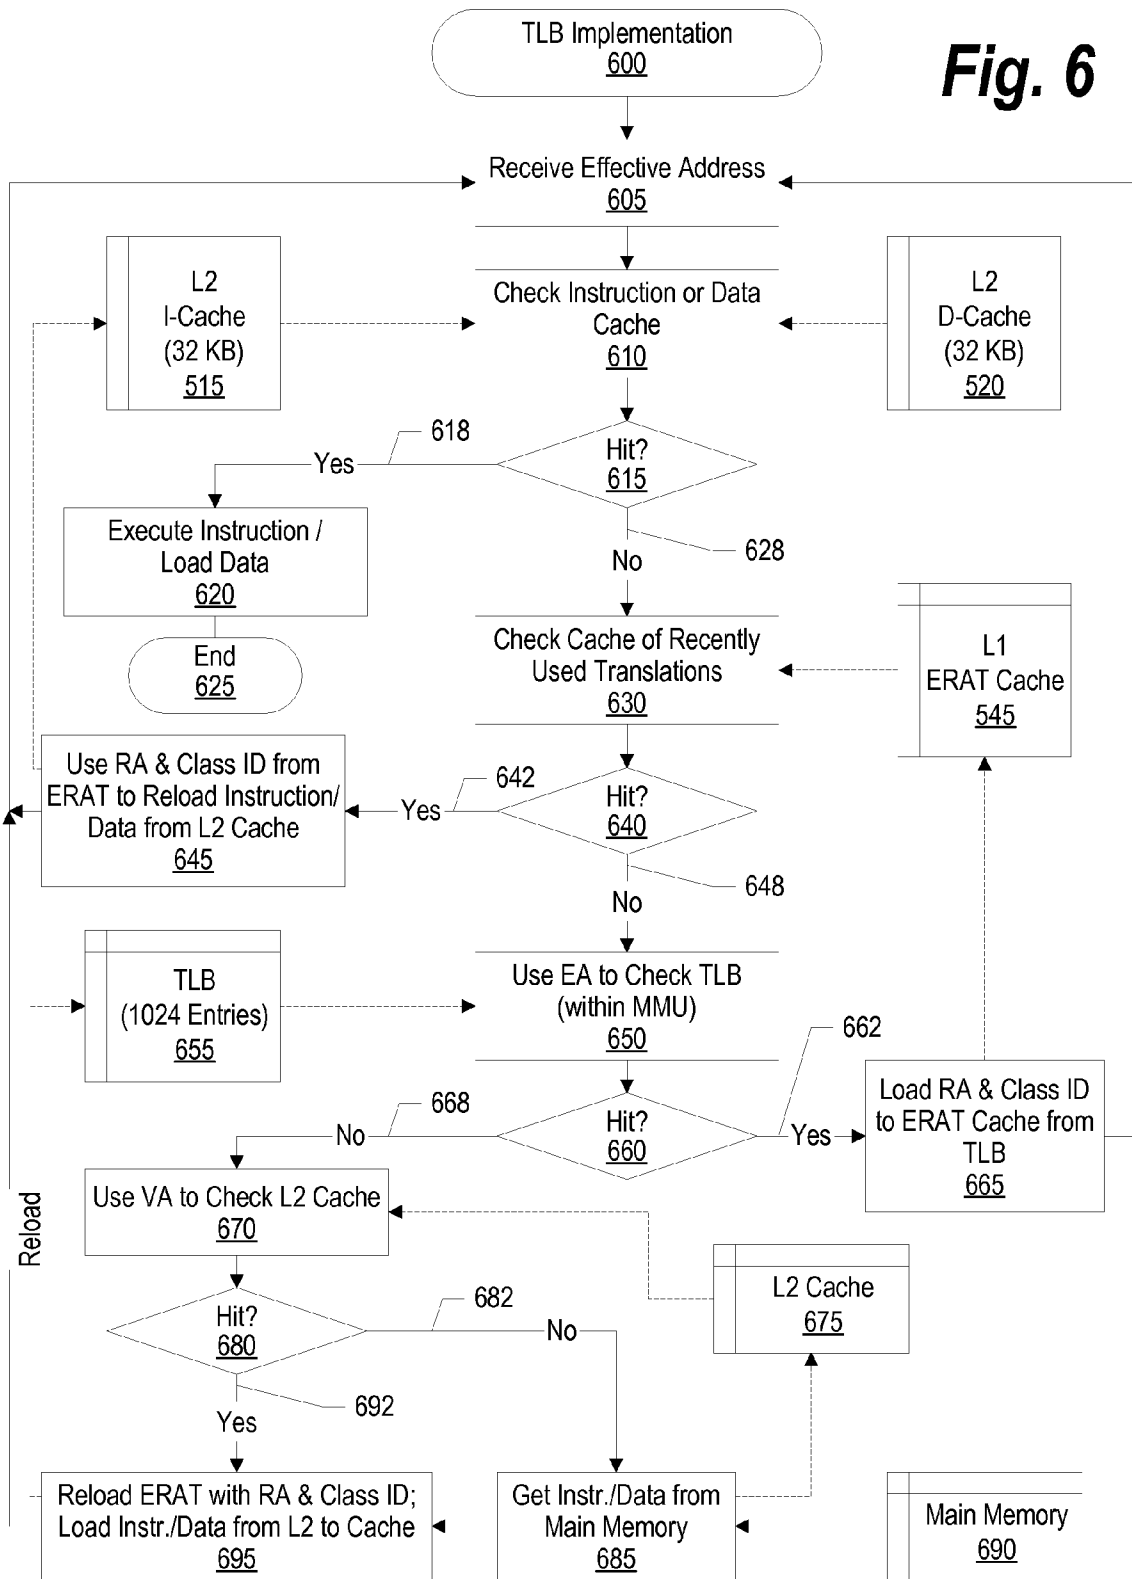 TLB Implementation
600
Fig. 6
Receive Effective Address
605
L2
I-Cache
(32 KB)
515
Check Instruction or Data
Cache
610
L2
D-Cache
(32 KB)
520
618
Yes
Hit?
615
628
No
Execute Instruction /
Load Data
620
End
625
Check Cache of Recently
Used Translations
630
L1
ERAT Cache
545
Use RA & Class ID from
ERAT to Reload Instruction/
Data from L2 Cache
645
642
Yes
Hit?
640
648
No
TLB
(1024 Entries)
655
Use EA to Check TLB
(within MMU)
650
662
668
No
Hit?
660
Yes
Load RA & Class ID
to ERAT Cache from
TLB
665
Use VA to Check L2 Cache
670
Reload
L2 Cache
675
Hit?
680
682
No
692
Yes
Reload ERAT with RA & Class ID;
Load Instr./Data from L2 to Cache
695
Get Instr./Data from
Main Memory
685
Main Memory
690